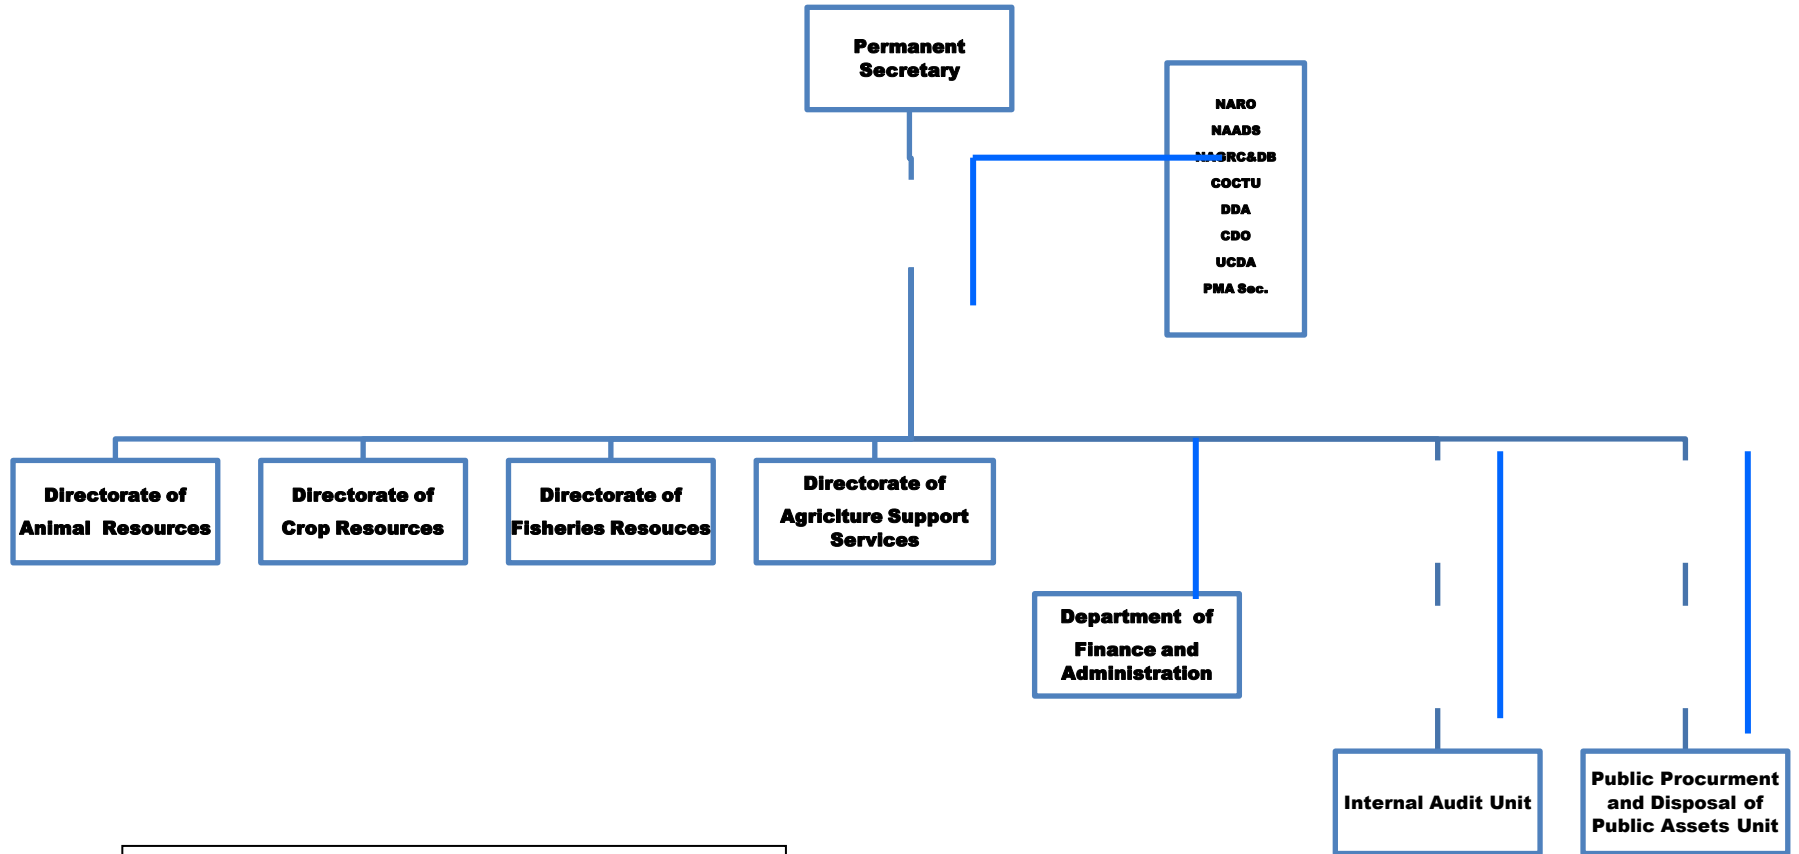 Permanent
Secretary
NARO
NAADS
NAGRC&DB
COCTU
DDA
CDO
UCDA
PMA Sec.
Directorate of
Animal Resources
Directorate of
Crop Resources
Directorate of
Fisheries Resouces
Directorate of
Agriciture Support
Services
Department of
Finance and
Administration
Internal Audit Unit
Public Procurment
and Disposal of
Public Assets Unit